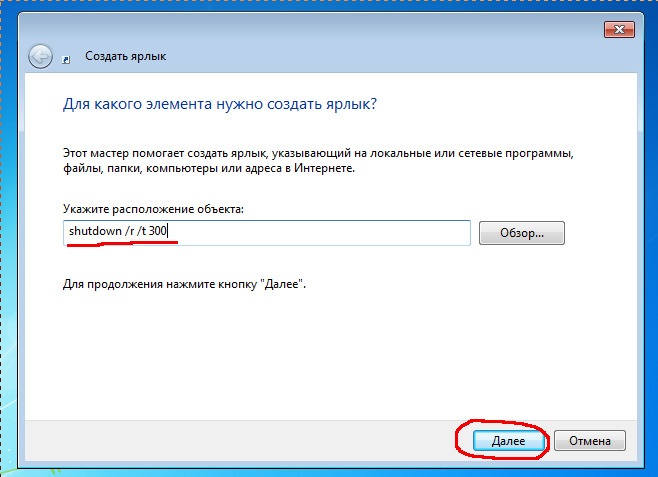 Создать ярлык
Для какого элемента нужно создать ярлык?
Этот мастер помогает создать ярлык, указывающий на локальные или сетевые программы,
файлы, папки, компьютеры или адреса в Интернете.
Укажите расположение объекта:
shutdown /r /t 300
Обзор...
Для продолжения нажмите кнопку "Далее".
Далее
Отмена